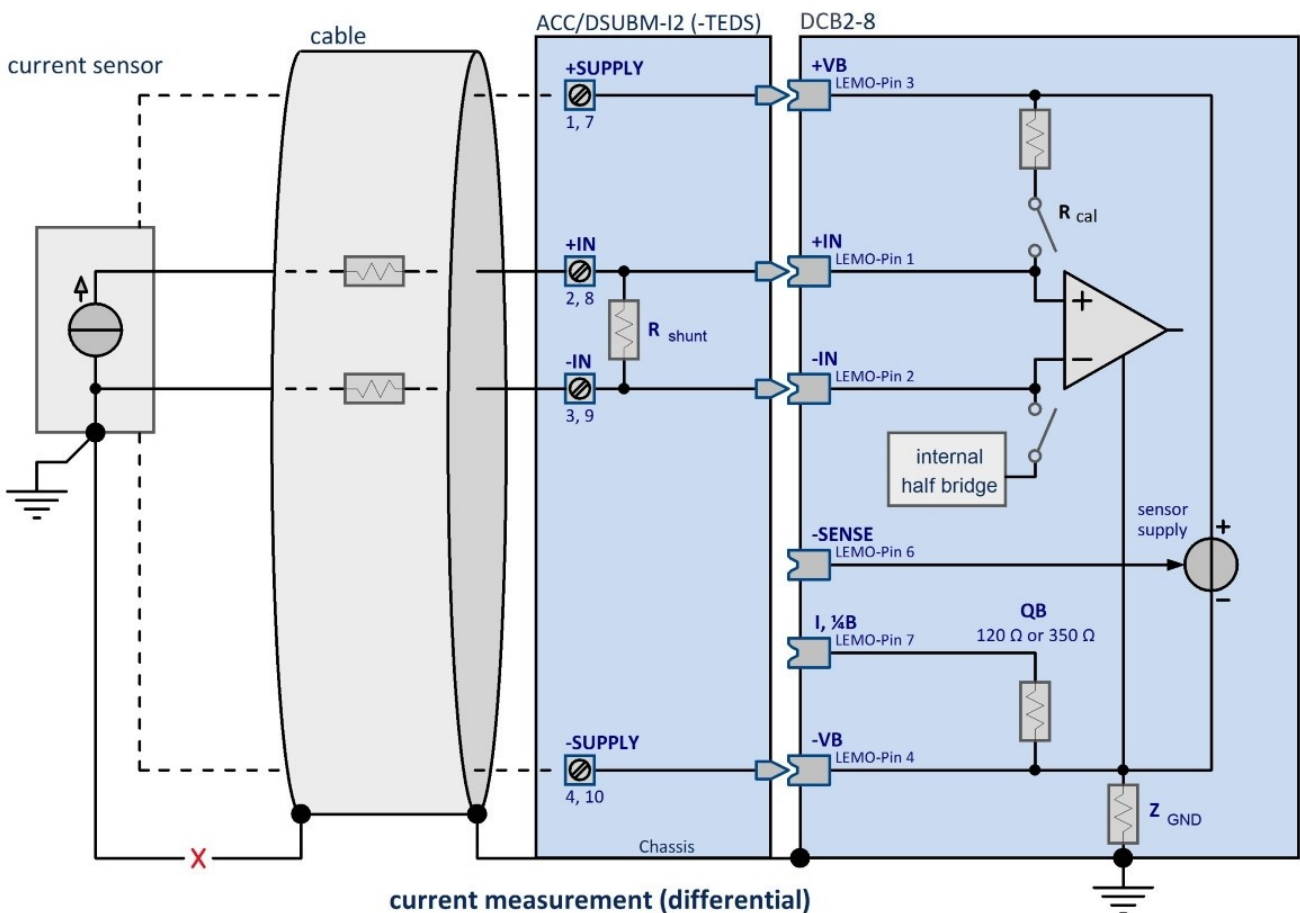 ACC/DSUBM-I2 (-TEDS)
DCB2-8
cable
current sensor
+SUPPLY
1, 7
+VB
LEMO-Pin 3
R cal
+IN
2, 8
+IN
LEMO-Pin 1
+
R shunt
-IN
3, 9
-IN
LEMO-Pin 2
−
internal
half bridge
sensor
supply
+
−
-SENSE
LEMO-Pin 6
I, ¼B
LEMO-Pin 7
QB
120 Ω or 350 Ω
-SUPPLY
4, 10
-VB
LEMO-Pin 4
Z GND
Chassis
X
current measurement (differential)